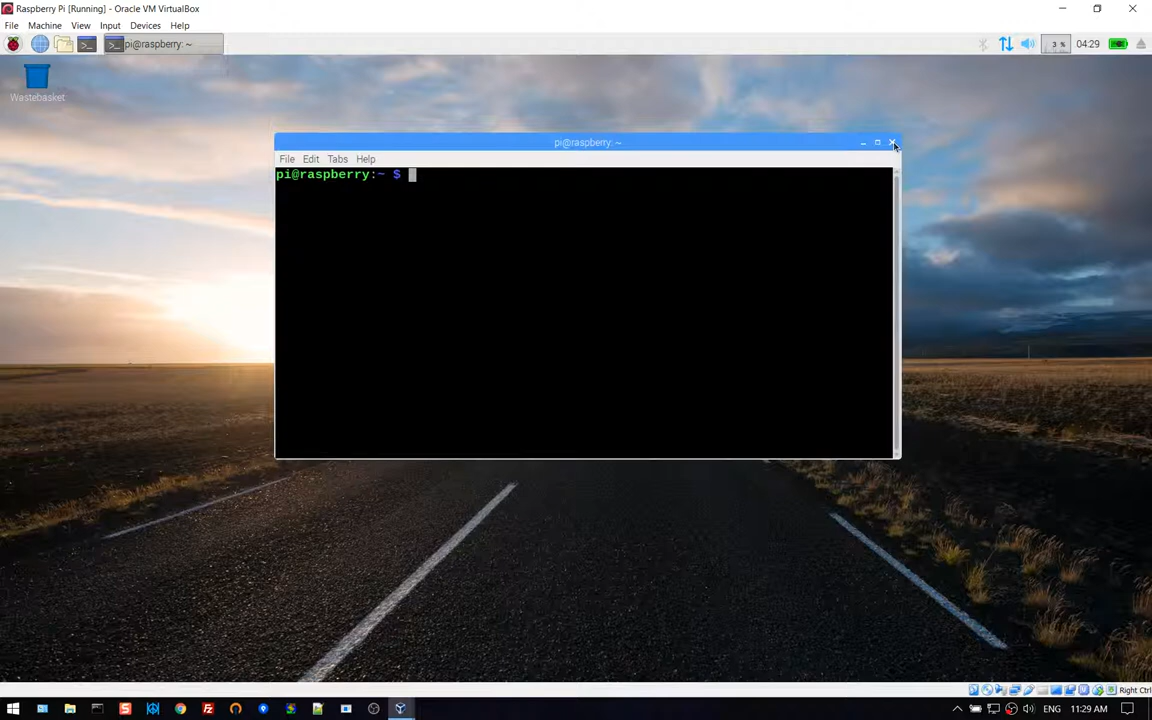 Raspberry Pi [Running] - Oracle VM VirtualBox
File Machine View Input Devices Help
pi@raspberry: ~
3 %
04:29
Wastebasket
pi@raspberry: ~
File Edit Tabs Help
pi@raspberry:~ $
Right Ctrl
ENG 11:29 AM